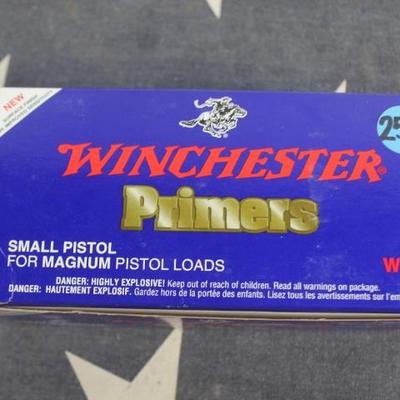 NEW
WINCHESTER®
Primers
SMALL PISTOL
FOR MAGNUM PISTOL LOADS
W
DANGER: HIGHLY EXPLOSIVE! Keep out of reach of children. Read all warnings on package.
DANGER: HAUTEMENT EXPLOSIF. Gardez hors de la portée des enfants. Lisez tous les avertissements sur l'em